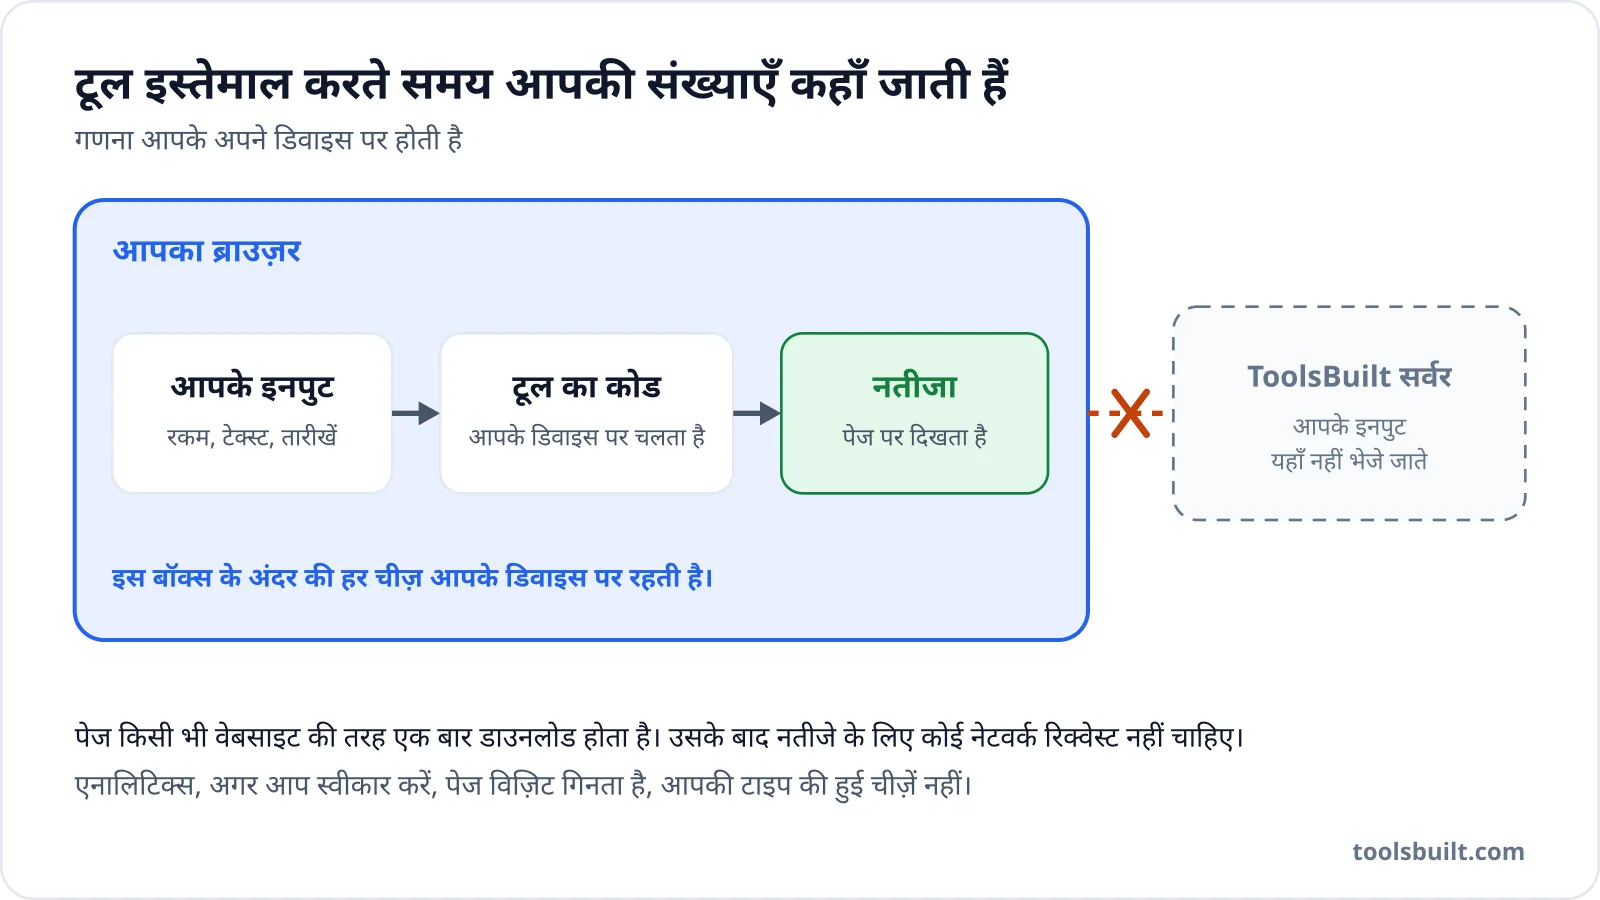 टूल इस्तेमाल करते समय आपकी संख्याएँ कहाँ जाती हैं
गणना आपके अपने डिवाइस पर होती है
आपका ब्राउज़र
आपके इनपुट
रकम, टेक्स्ट, तारीखें
टूल का कोड
आपके डिवाइस पर चलता है
नतीजा
पेज पर दिखता है
ToolsBuilt सर्वर
आपके इनपुट
यहाँ नहीं भेजे जाते
इस बॉक्स के अंदर की हर चीज़ आपके डिवाइस पर रहती है।
पेज किसी भी वेबसाइट की तरह एक बार डाउनलोड होता है। उसके बाद नतीजे के लिए कोई नेटवर्क रिक्वेस्ट नहीं चाहिए।
एनालिटिक्स, अगर आप स्वीकार करें, पेज विज़िट गिनता है, आपकी टाइप की हुई चीज़ें नहीं।
toolsbuilt.com